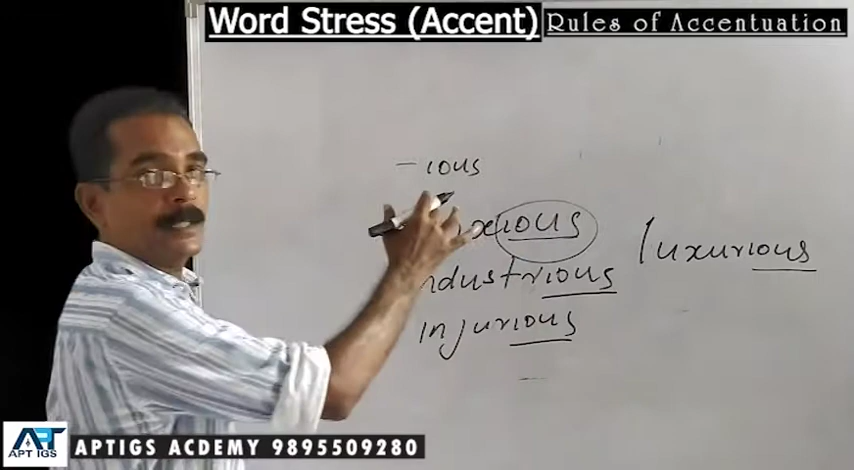 Word Stress (Accent) Rules of Accentuation
-ious
luxurious
industrious
injurious
APT IGS
APTIGS ACDEMY 9895509280